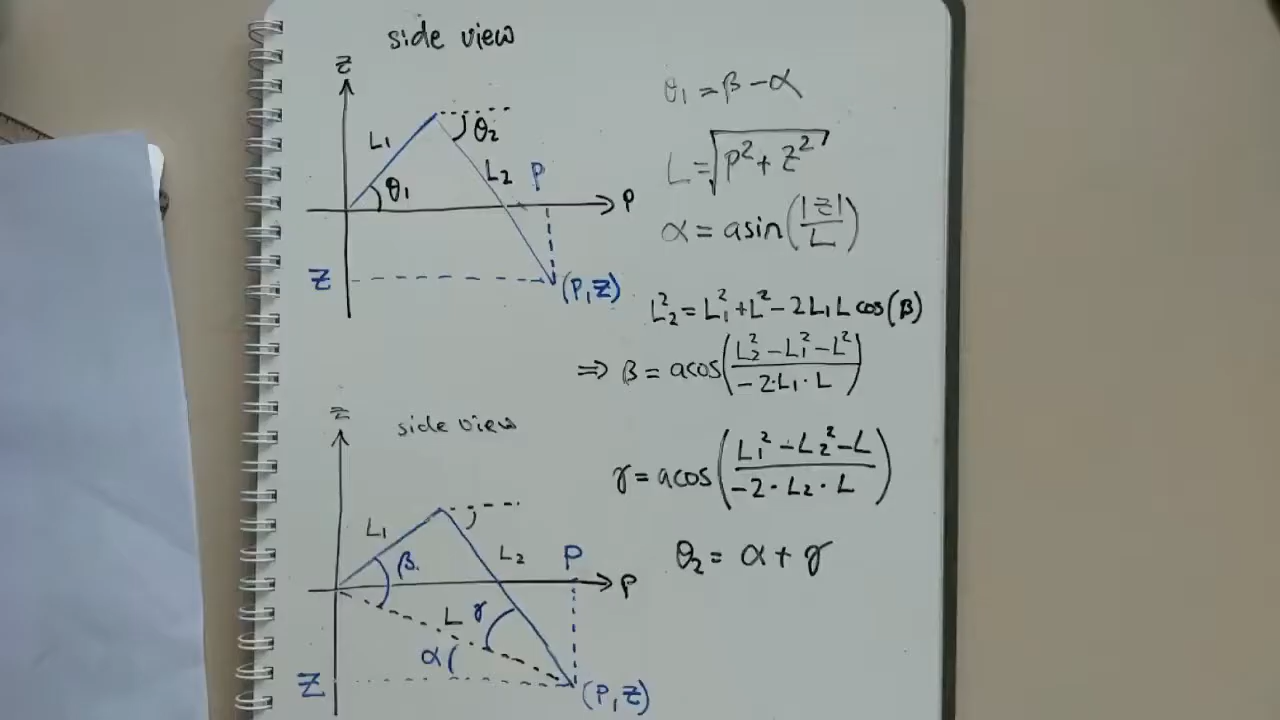 side view
z
L₁
θ₁
θ₂
L₂
P
P
Z
(P,Z)
θ₁ = β - α
L = √(P² + Z²)
α = asin(|Z|/L)
L₂² = L₁² + L² - 2L₁L cos(β)
⇒ β = acos((L₂² - L₁² - L²)/(-2·L₁·L))
γ = acos((L₁² - L₂² - L)/(-2·L₂·L))
θ₂ = α + γ
side view
z
L₁
β
L₂
P
P
L
γ
α
Z
(P,Z)